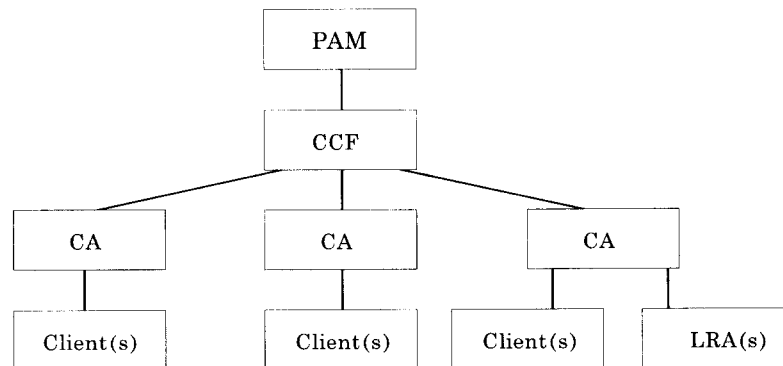 PAM
CCF
CA
CA
CA
Client(s)
Client(s)
Client(s)
LRA(s)